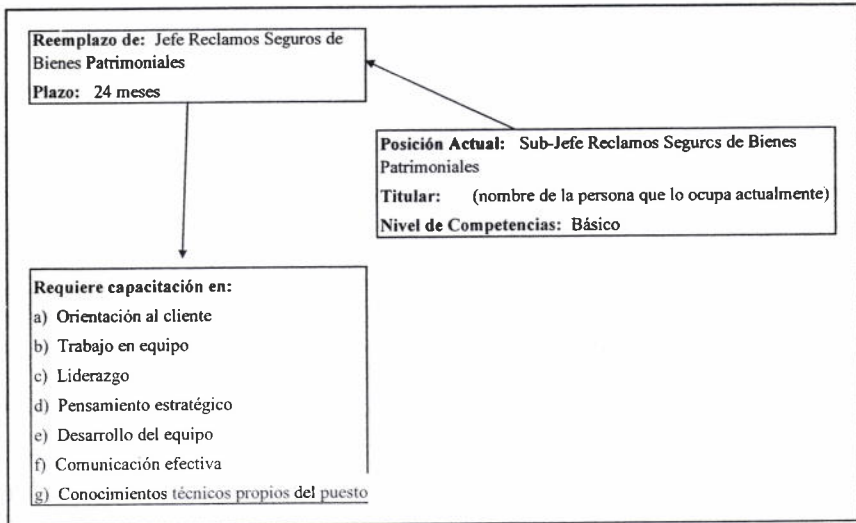 Reemplazo de: Jefe Reclamos Seguros de
Bienes Patrimoniales
Plazo: 24 meses
Posición Actual: Sub-Jefe Reclamos Segurcs de Bienes
Patrimoniales
Titular: (nombre de la persona que lo ocupa actualmente)
Nivel de Competencias: Básico
Requiere capacitación en:
a) Orientación al cliente
b) Trabajo en equipo
c) Liderazgo
d) Pensamiento estratégico
e) Desarrollo del equipo
f) Comunicación efectiva
g) Conocimientos técnicos propios del puesto